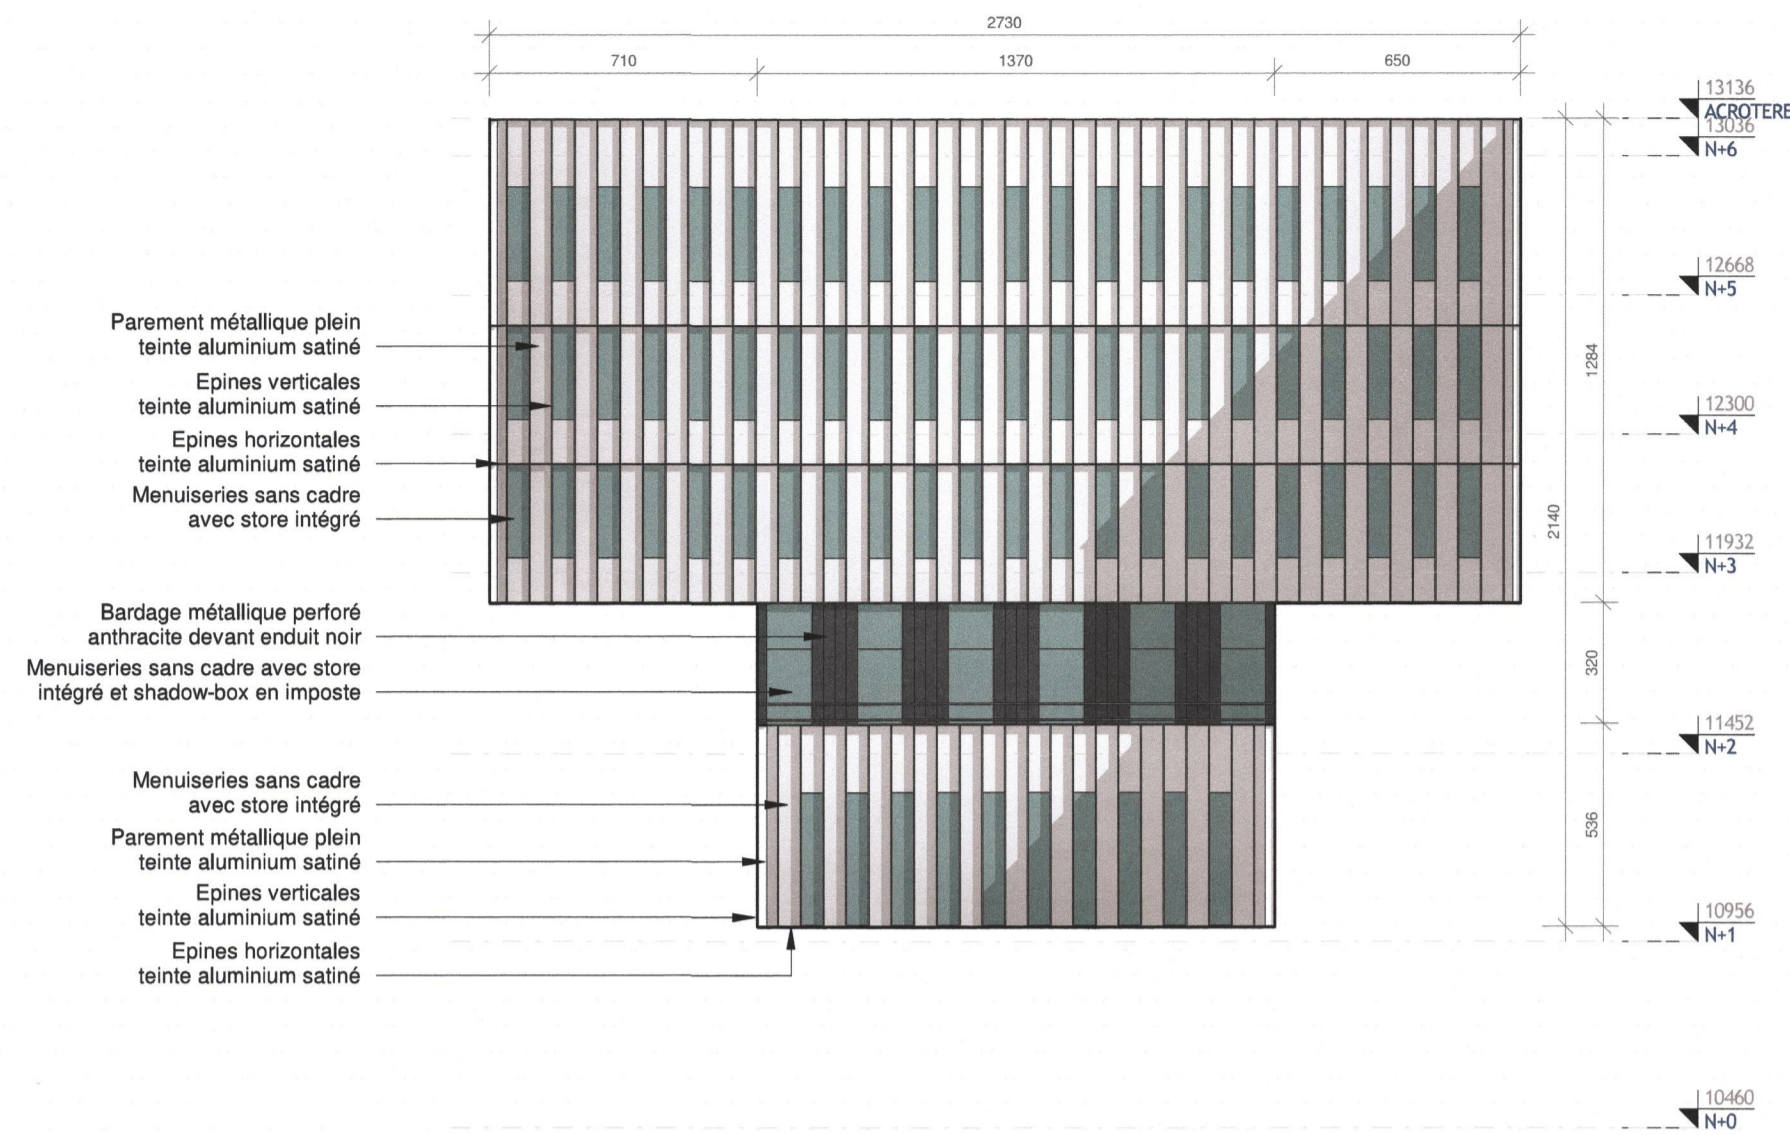 2730
710
1370
650
13136
ACROTERE
13036
N+6
12668
N+5
Parement métallique plein
teinte aluminium satiné
Epines verticales
teinte aluminium satiné
Epines horizontales
teinte aluminium satiné
Menuiseries sans cadre
avec store intégré
1284
12300
N+4
2140
11932
N+3
Bardage métallique perforé
anthracite devant enduit noir
Menuiseries sans cadre avec store
intégré et shadow-box en imposte
320
11452
N+2
Menuiseries sans cadre
avec store intégré
Parement métallique plein
teinte aluminium satiné
Epines verticales
teinte aluminium satiné
Epines horizontales
teinte aluminium satiné
536
10956
N+1
10460
N+0